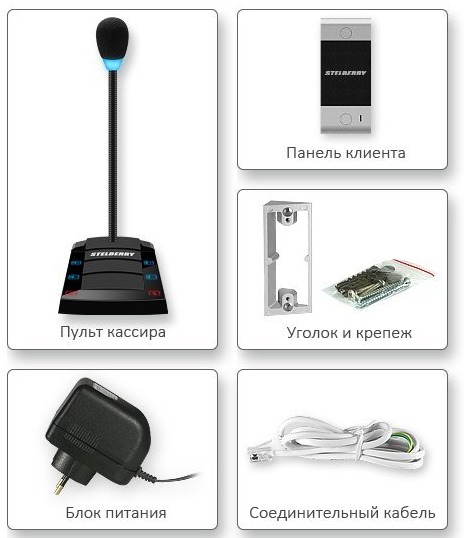 STELBERRY
Пульт кассира
STELBERRY
Панель клиента
Уголок и крепеж
Блок питания
Соединительный кабель